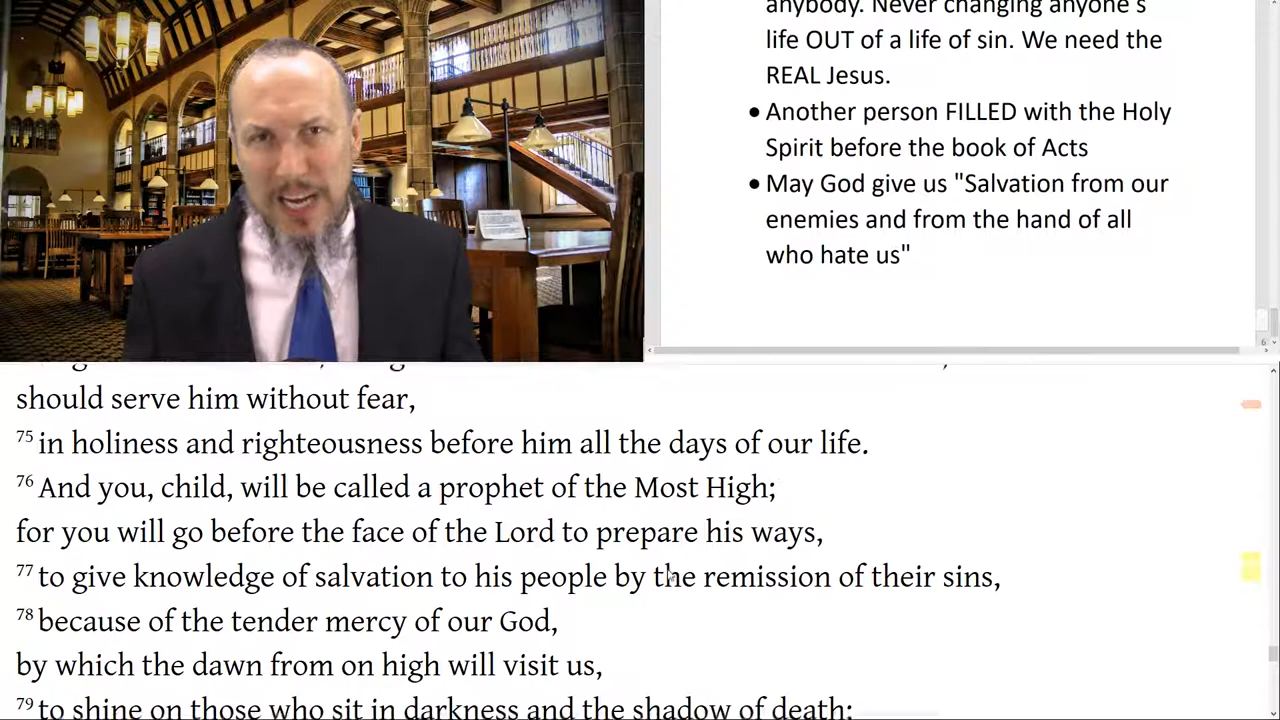 anybody. Never changing anyone's
life OUT of a life of sin. We need the
REAL Jesus.
• Another person FILLED with the Holy
Spirit before the book of Acts
• May God give us "Salvation from our
enemies and from the hand of all
who hate us"
6
should serve him without fear,
75 in holiness and righteousness before him all the days of our life.
76 And you, child, will be called a prophet of the Most High;
for you will go before the face of the Lord to prepare his ways,
77 to give knowledge of salvation to his people by the remission of their sins,
78 because of the tender mercy of our God,
by which the dawn from on high will visit us,
79 to shine on those who sit in darkness and the shadow of death;